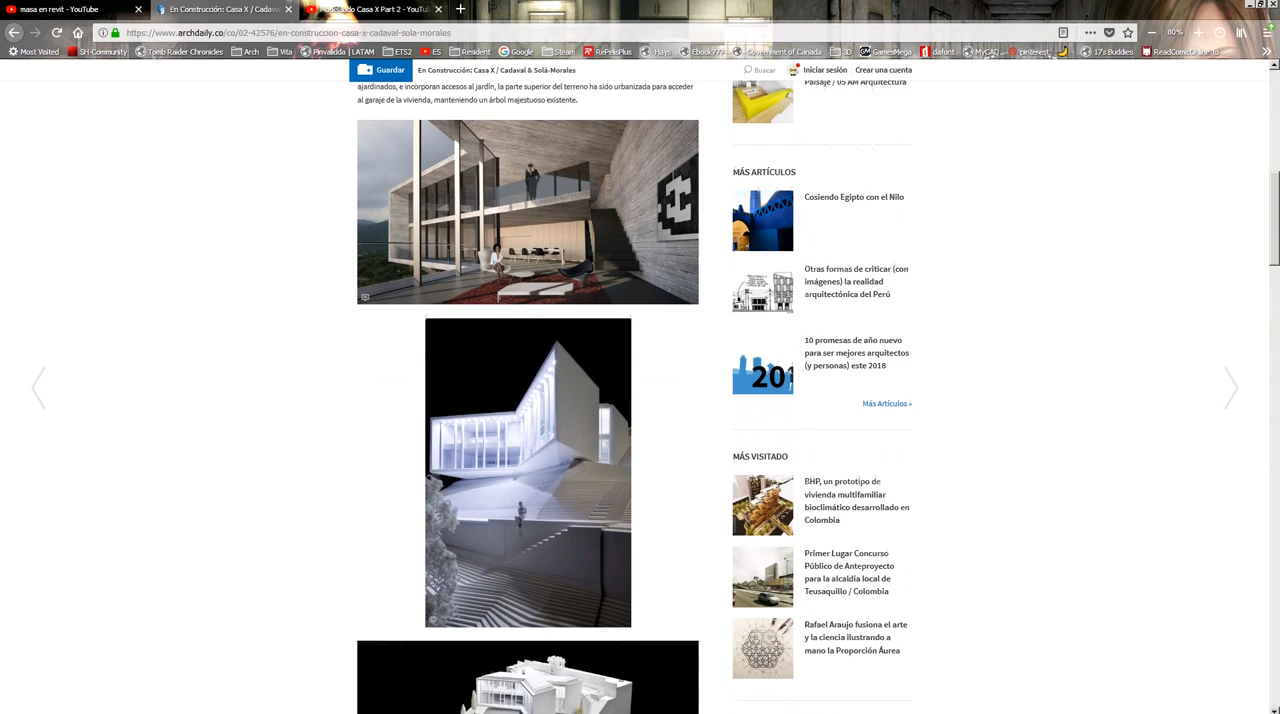 masa en revit - YouTube
En Construcción: Casa X / Cadaval
Modelando Casa X Part 2 - YouTu
https://www.archdaily.co/co/02-42576/en-construccion-casa-x-cadaval-sola-morales
80%
Most Visited
SH-Community
Tomb Raider Chronicles
Arch
Vita
Pinvalidda
LATAM
ETS2
ES
Resident
Google
Steam
RePelisPlus
Hays
Ebook777
Government of Canada
3D
GamesMega
dafont
MyCAD
pinterest
17's Buddies
ReadComicOnline.to
Guardar
En Construcción: Casa X / Cadaval & Solà-Morales
Buscar
Iniciar sesión
Crear una cuenta
ajardinados, e incorporan accesos al jardín, la parte superior del terreno ha sido urbanizada para acceder
al garaje de la vivienda, manteniendo un árbol majestuoso existente.
Paisaje / 05 AM Arquitectura
MÁS ARTÍCULOS
Cosiendo Egipto con el Nilo
Otras formas de criticar (con
imágenes) la realidad
arquitectónica del Perú
10 promesas de año nuevo
para ser mejores arquitectos
(y personas) este 2018
20
Más Artículos »
MÁS VISITADO
BHP, un prototipo de
vivienda multifamiliar
bioclimático desarrollado en
Colombia
Primer Lugar Concurso
Público de Anteproyecto
para la alcaldía local de
Teusaquillo / Colombia
Rafael Araujo fusiona el arte
y la ciencia ilustrando a
mano la Proporción Áurea